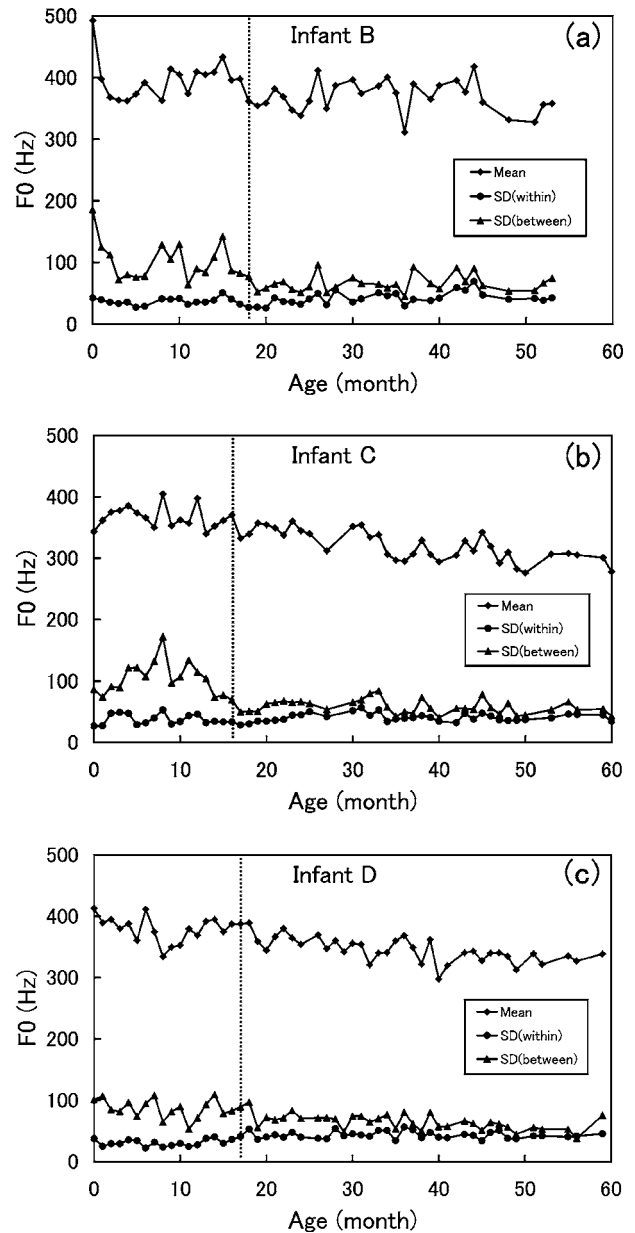 Infant B
(a)
500
400
300
200
100
0
F0 (Hz)
Mean
SD(within)
SD(between)
0 10 20 30 40 50 60
Age (month)
Infant C
(b)
500
400
300
200
100
0
F0 (Hz)
Mean
SD(within)
SD(between)
0 10 20 30 40 50 60
Age (month)
Infant D
(c)
500
400
300
200
100
0
F0 (Hz)
Mean
SD(within)
SD(between)
0 10 20 30 40 50 60
Age (month)